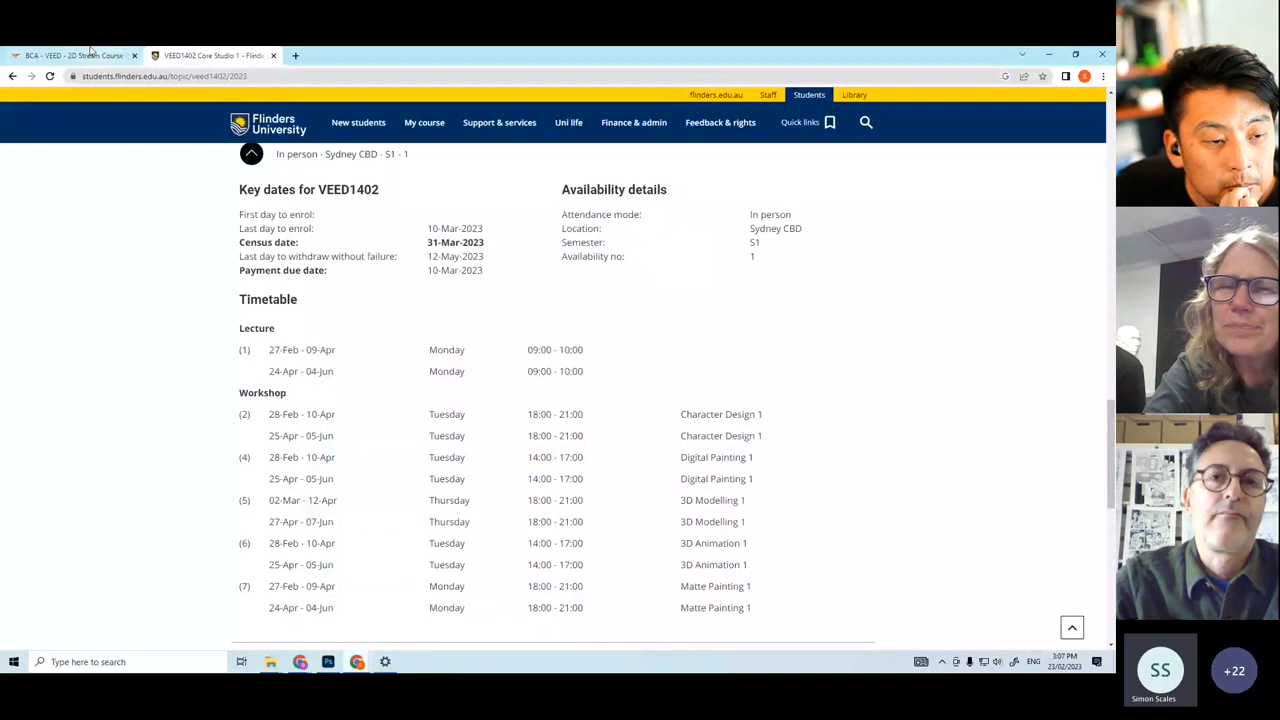 BCA - VEED - 2D Stream Course
VEED1402 Core Studio 1 - Flinde
students.flinders.edu.au/topic/veed1402/2023
S
flinders.edu.au Staff Students Library
Flinders University
New students My course Support & services Uni life Finance & admin Feedback & rights Quick links
In person - Sydney CBD - S1 - 1
Key dates for VEED1402
First day to enrol:
Last day to enrol: 10-Mar-2023
Census date: 31-Mar-2023
Last day to withdraw without failure: 12-May-2023
Payment due date: 10-Mar-2023
Availability details
Attendance mode: In person
Location: Sydney CBD
Semester: S1
Availability no: 1
Timetable
Lecture
(1) 27-Feb - 09-Apr Monday 09:00 - 10:00
24-Apr - 04-Jun Monday 09:00 - 10:00
Workshop
(2) 28-Feb - 10-Apr Tuesday 18:00 - 21:00 Character Design 1
25-Apr - 05-Jun Tuesday 18:00 - 21:00 Character Design 1
(4) 28-Feb - 10-Apr Tuesday 14:00 - 17:00 Digital Painting 1
25-Apr - 05-Jun Tuesday 14:00 - 17:00 Digital Painting 1
(5) 02-Mar - 12-Apr Thursday 18:00 - 21:00 3D Modelling 1
27-Apr - 07-Jun Thursday 18:00 - 21:00 3D Modelling 1
(6) 28-Feb - 10-Apr Tuesday 14:00 - 17:00 3D Animation 1
25-Apr - 05-Jun Tuesday 14:00 - 17:00 3D Animation 1
(7) 27-Feb - 09-Apr Monday 18:00 - 21:00 Matte Painting 1
24-Apr - 04-Jun Monday 18:00 - 21:00 Matte Painting 1
Type here to search
Ps
ENG
3:07 PM
23/02/2023
SS
Simon Scales
+22